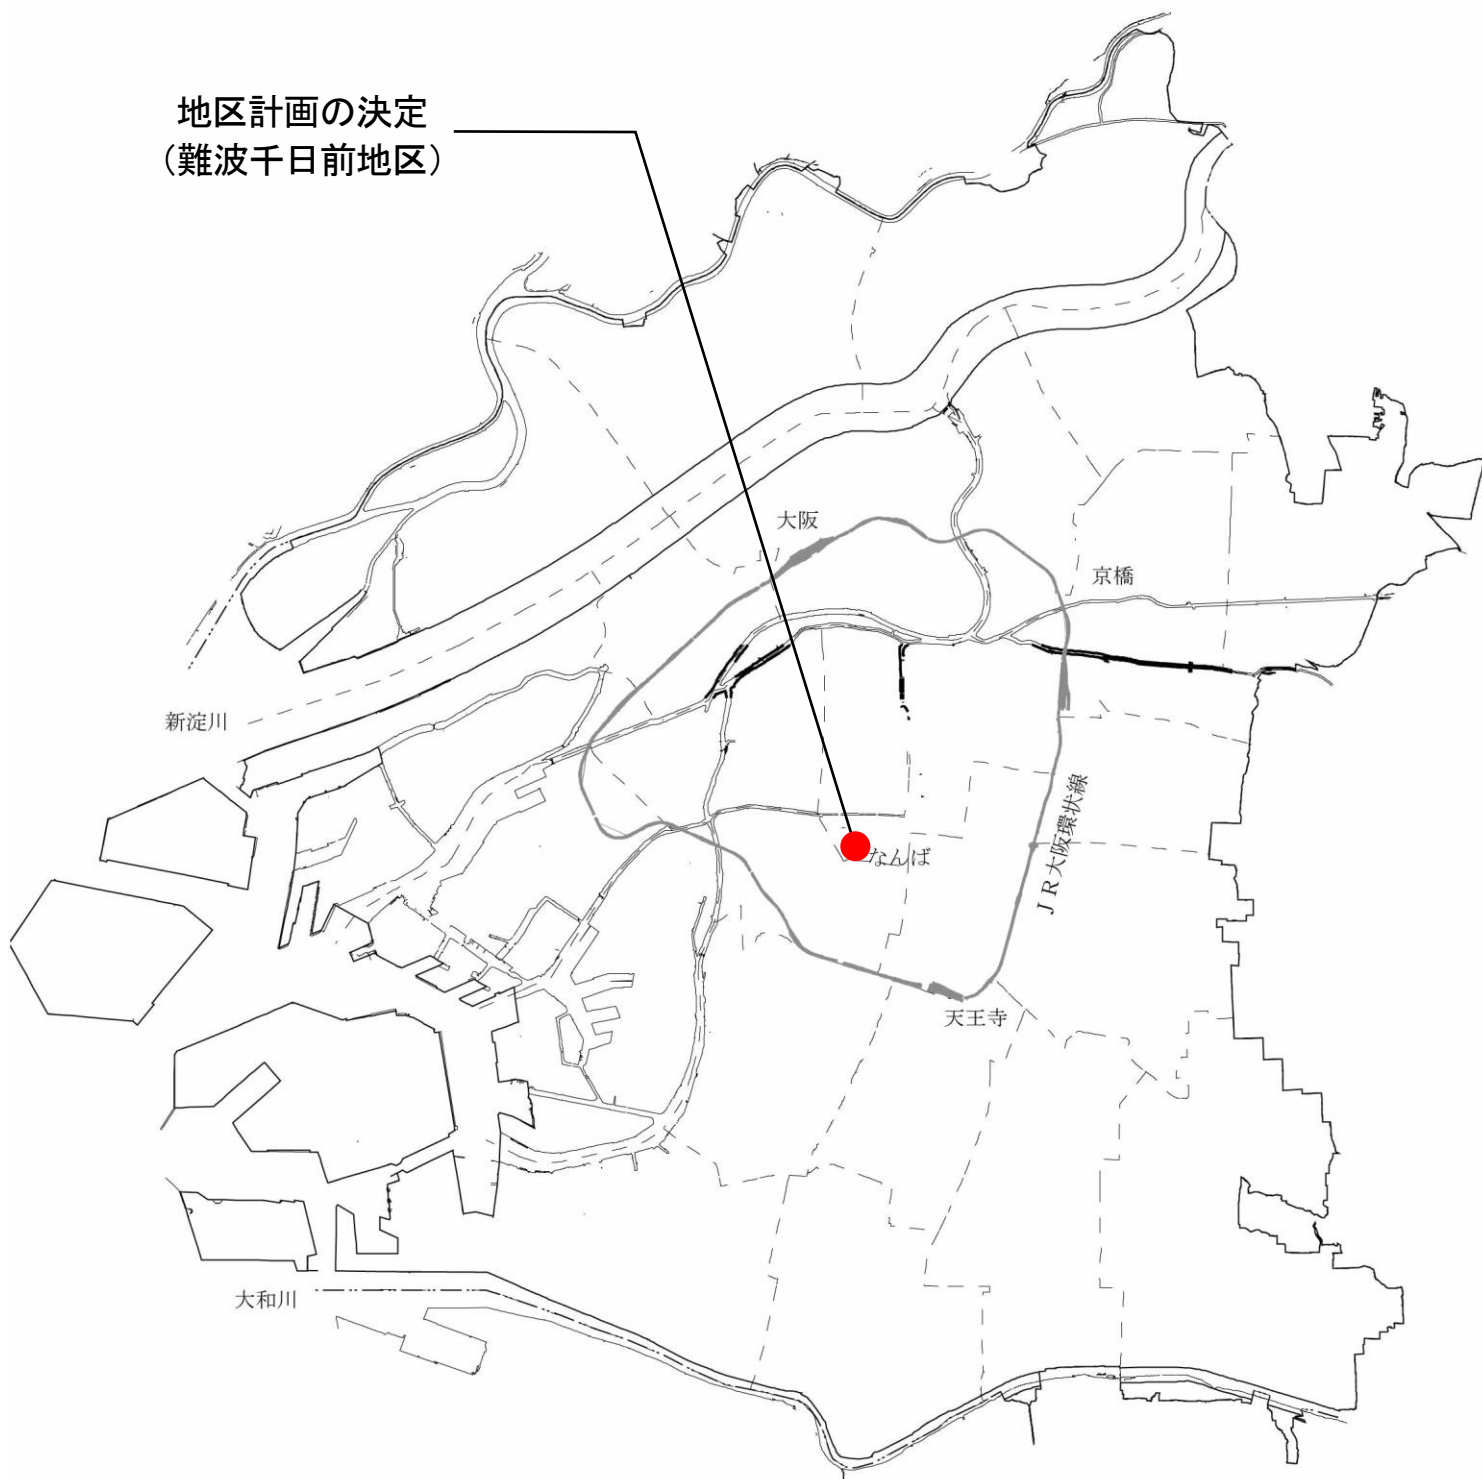 地区計画の決定
（難波千日前地区）
大阪
京橋
新淀川
JR大阪環状線
なんば
天王寺
大和川